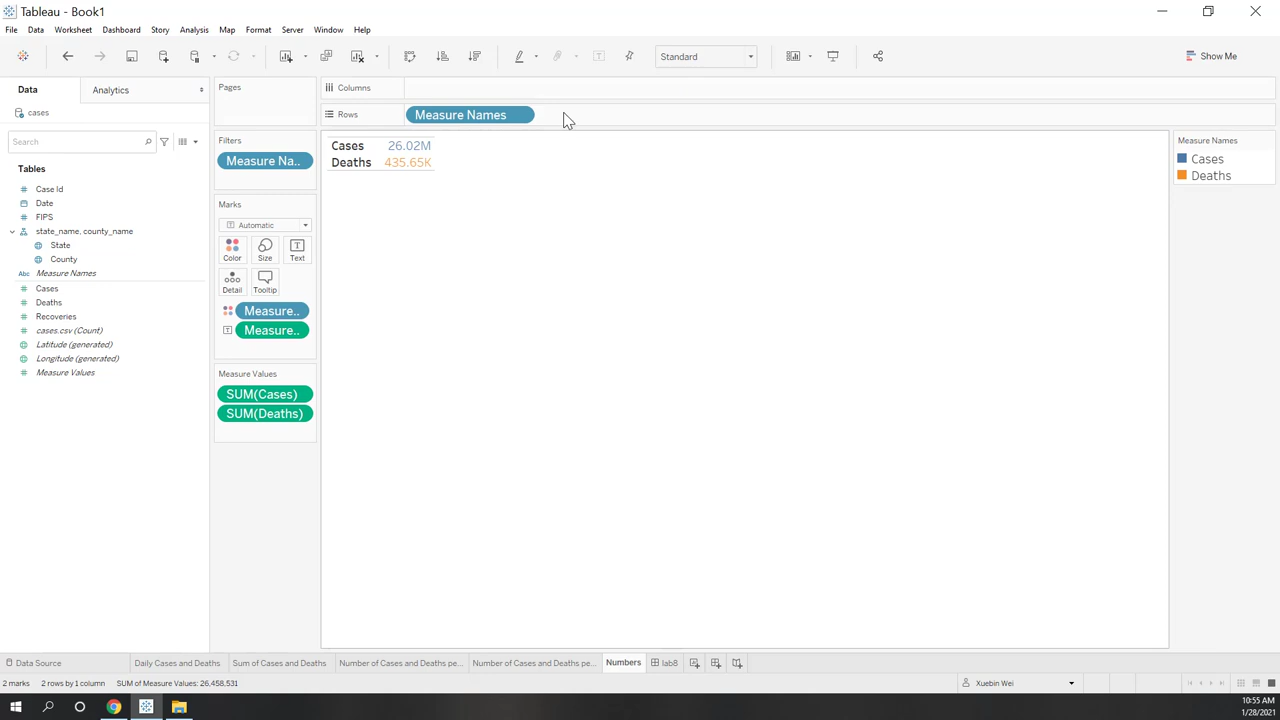 Tableau - Book1
File Data Worksheet Dashboard Story Analysis Map Format Server Window Help
Standard
Show Me
Data Analytics
cases
Search
Tables
Case Id
Date
FIPS
state_name, county_name
State
County
Abc Measure Names
Cases
Deaths
Recoveries
cases.csv (Count)
Latitude (generated)
Longitude (generated)
Measure Values
Pages
Filters
Measure Na..
Marks
Automatic
Color Size Text
Detail Tooltip
Measure..
Measure..
Measure Values
SUM(Cases)
SUM(Deaths)
Columns
Rows Measure Names
Cases 26.02M
Deaths 435.65K
Measure Names
Cases
Deaths
Data Source Daily Cases and Deaths Sum of Cases and Deaths Number of Cases and Deaths pe... Number of Cases and Deaths pe... Numbers lab8
2 marks 2 rows by 1 column SUM of Measure Values: 26,458,531 Xuebin Wei
10:55 AM
1/28/2021